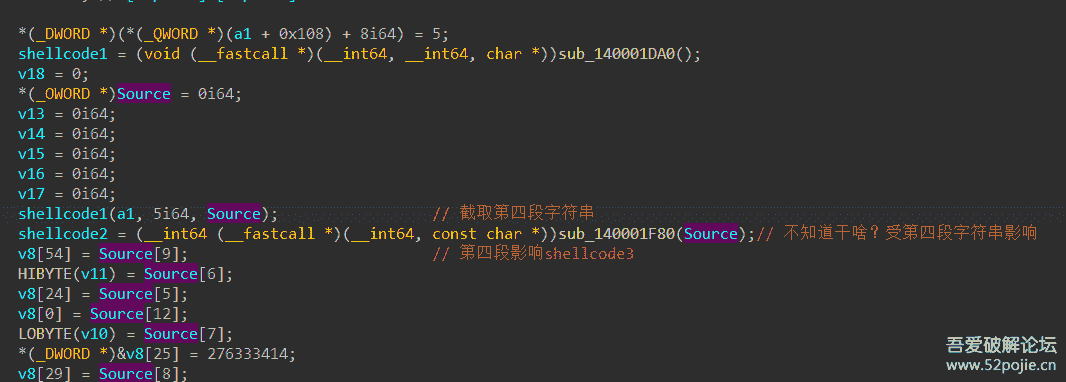 *(_DWORD *)(*(_QWORD *)(a1 + 0x108) + 8i64) = 5;
shellcode1 = (void (__fastcall *)(__int64, __int64, char *))sub_140001DA0();
v18 = 0;
*(_OWORD *)Source = 0i64;
v13 = 0i64;
v14 = 0i64;
v15 = 0i64;
v16 = 0i64;
v17 = 0i64;
shellcode1(a1, 5i64, Source); // 截取第四段字符串
shellcode2 = (__int64 (__fastcall *)(__int64, const char *))sub_140001F80(Source);// 不知道干啥？受第四段字符串影响
v8[54] = Source[9]; // 第四段影响shellcode3
HIBYTE(v11) = Source[6];
v8[24] = Source[5];
v8[0] = Source[12];
LOBYTE(v10) = Source[7];
*(_DWORD *)&v8[25] = 276333414;
v8[29] = Source[8];
吾爱破解论坛
www.52pojie.cn